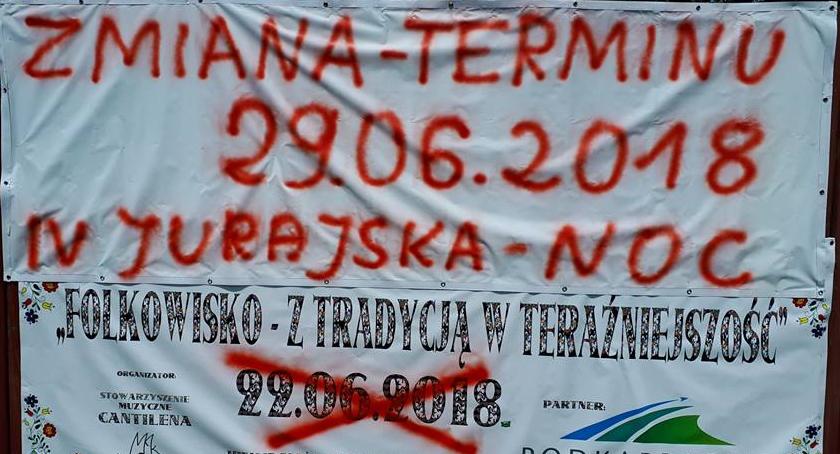 ZMIANA-TERMINU
29.06.2018
IV JURAJSKA-NOC
„FOLKOWISKO - Z TRADYCJĄ W TERAŹNIEJSZOŚĆ”
22.06.2018.
ORGANIZATOR:
STOWARZYSZENIE
MUZYCZNE
CANTILENA
PARTNER: